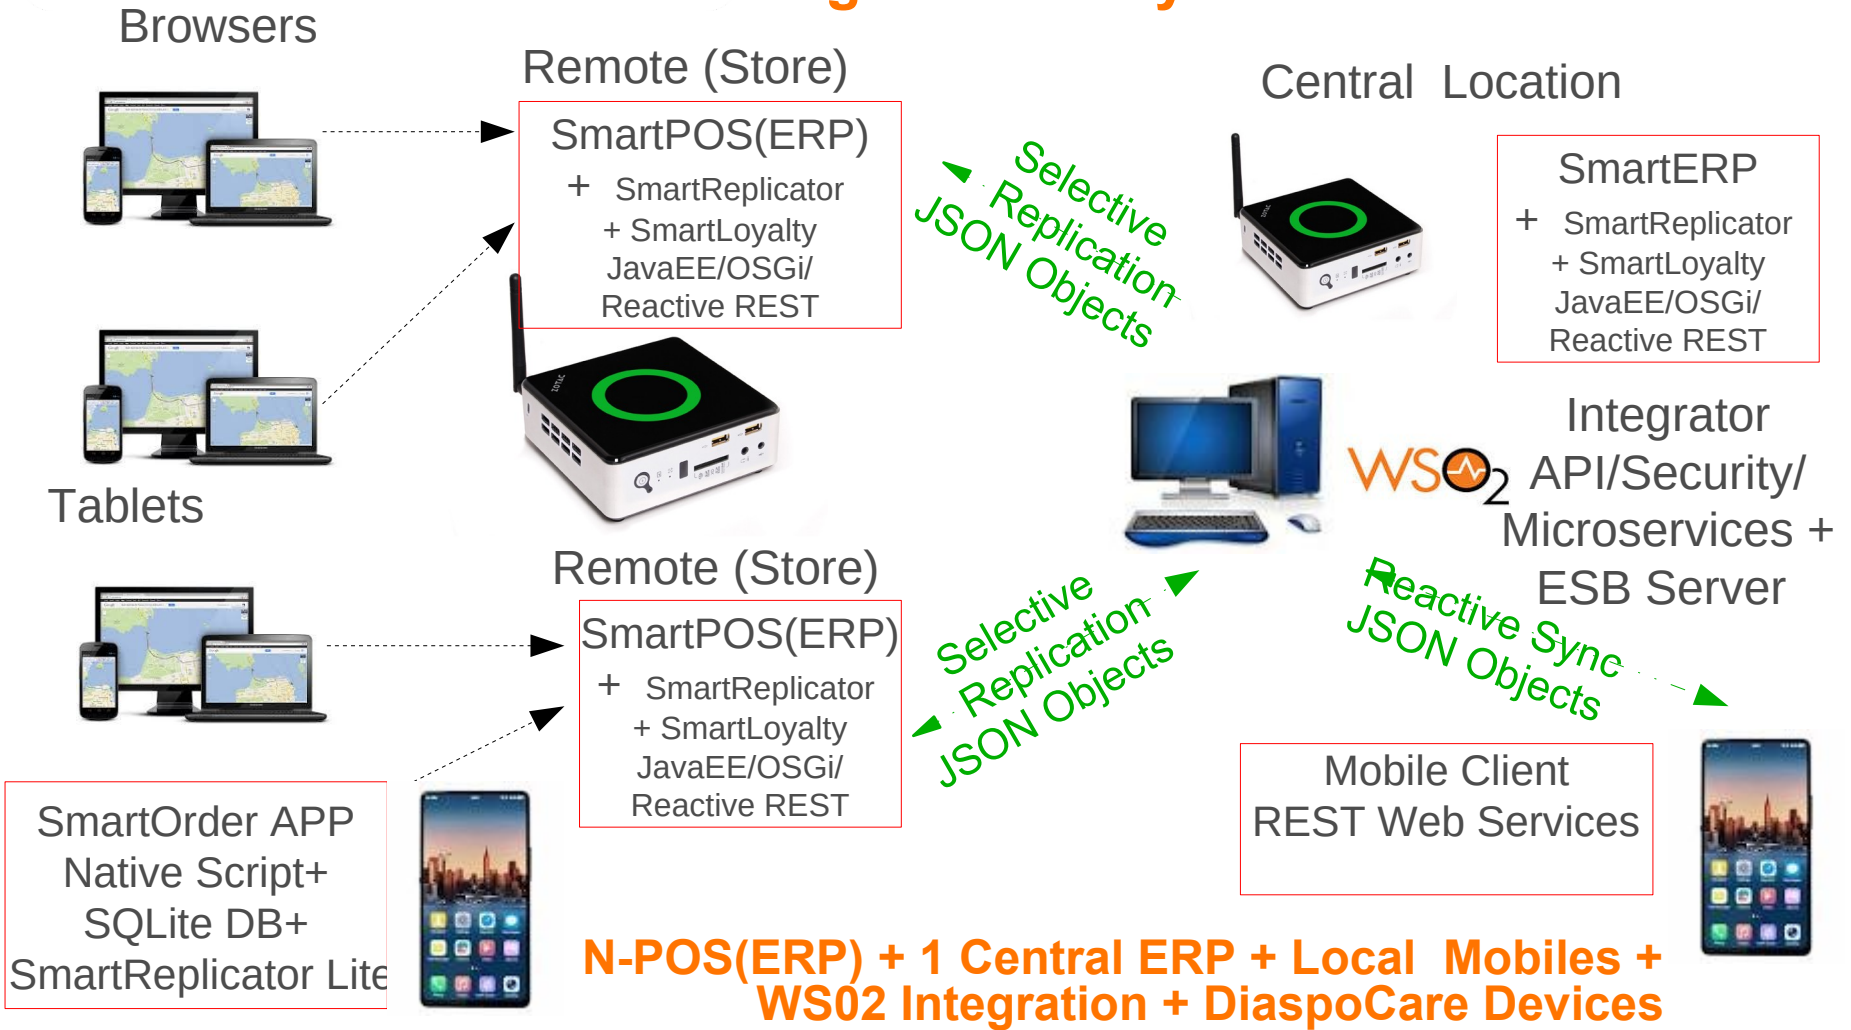 Browsers
Remote (Store)
SmartPOS(ERP)
+ SmartReplicator
+ SmartLoyalty
JavaEE/OSGi/
Reactive REST
Selective
Replication
JSON Objects
Central Location
SmartERP
+ SmartReplicator
+ SmartLoyalty
JavaEE/OSGi/
Reactive REST
ZOTAC
ZOTAC
WSO2
Integrator
API/Security/
Microservices +
ESB Server
Tablets
Remote (Store)
SmartPOS(ERP)
+ SmartReplicator
+ SmartLoyalty
JavaEE/OSGi/
Reactive REST
Selective
Replication
JSON Objects
Reactive Sync
JSON Objects
SmartOrder APP
Native Script+
SQLite DB+
SmartReplicator Lite
Mobile Client
REST Web Services
N-POS(ERP) + 1 Central ERP + Local Mobiles +
WS02 Integration + DiaspoCare Devices